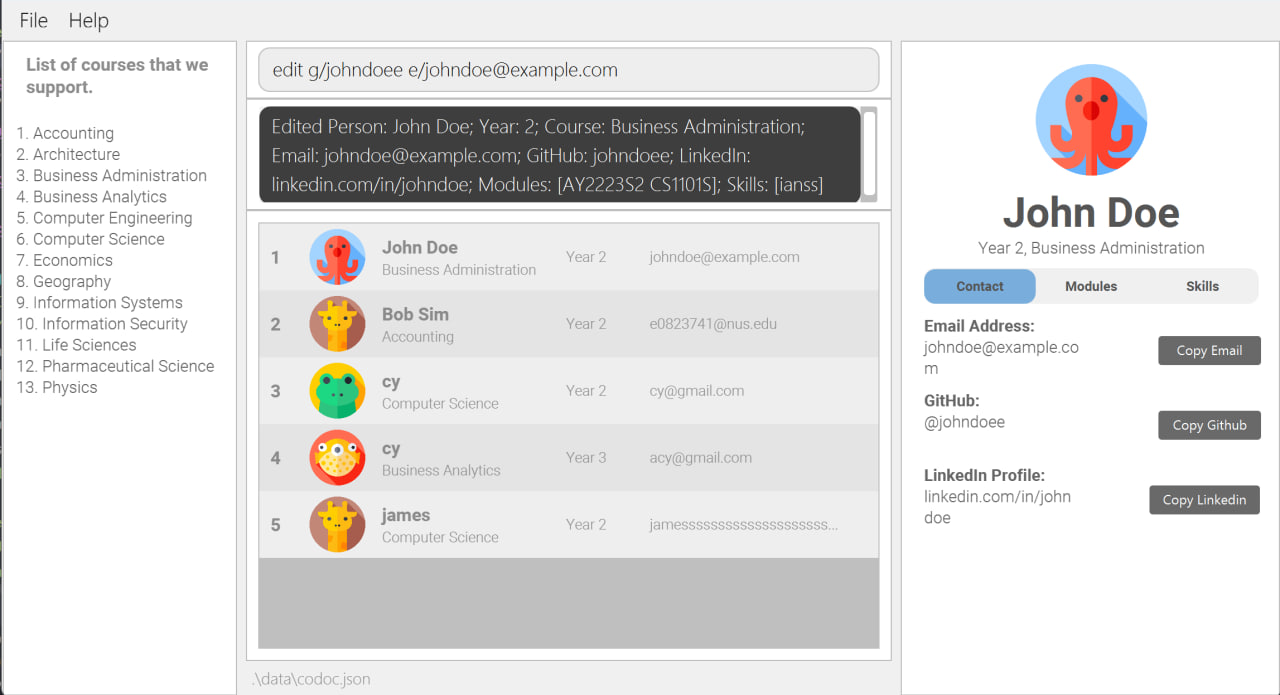 File Help
List of courses that we
support.
1. Accounting
2. Architecture
3. Business Administration
4. Business Analytics
5. Computer Engineering
6. Computer Science
7. Economics
8. Geography
9. Information Systems
10. Information Security
11. Life Sciences
12. Pharmaceutical Science
13. Physics
edit g/johndoee e/johndoe@example.com
Edited Person: John Doe; Year: 2; Course: Business Administration;
Email: johndoe@example.com; GitHub: johndoee; LinkedIn:
linkedin.com/in/johndoe; Modules: [AY2223S2 CS1101S]; Skills: [ianss]
1 John Doe Year 2 johndoe@example.com
Business Administration
2 Bob Sim Year 2 e0823741@nus.edu
Accounting
3 cy Year 2 cy@gmail.com
Computer Science
4 cy Year 3 acy@gmail.com
Business Analytics
5 james Year 2 jamessssssssssssssssssss...
Computer Science
.\data\codoc.json
John Doe
Year 2, Business Administration
Contact Modules Skills
Email Address:
johndoe@example.co
m
Copy Email
GitHub:
@johndoee
Copy Github
LinkedIn Profile:
linkedin.com/in/john
doe
Copy Linkedin